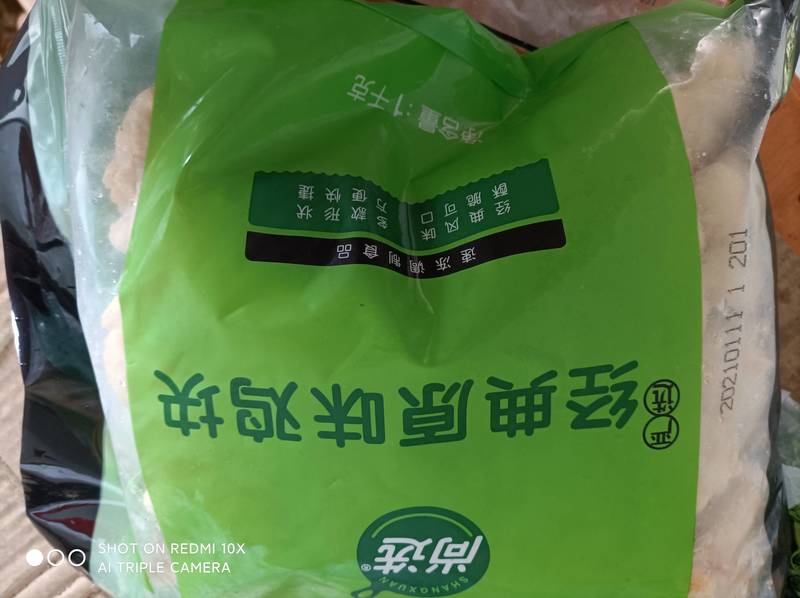 尚选®
SHANGXUAN
严选
经典原味鸡块
速冻调制食品
经典风味 多款形状
酥脆可口 方便快捷
净含量:1千克
20210111 1 201
SHOT ON REDMI 10X
AI TRIPLE CAMERA